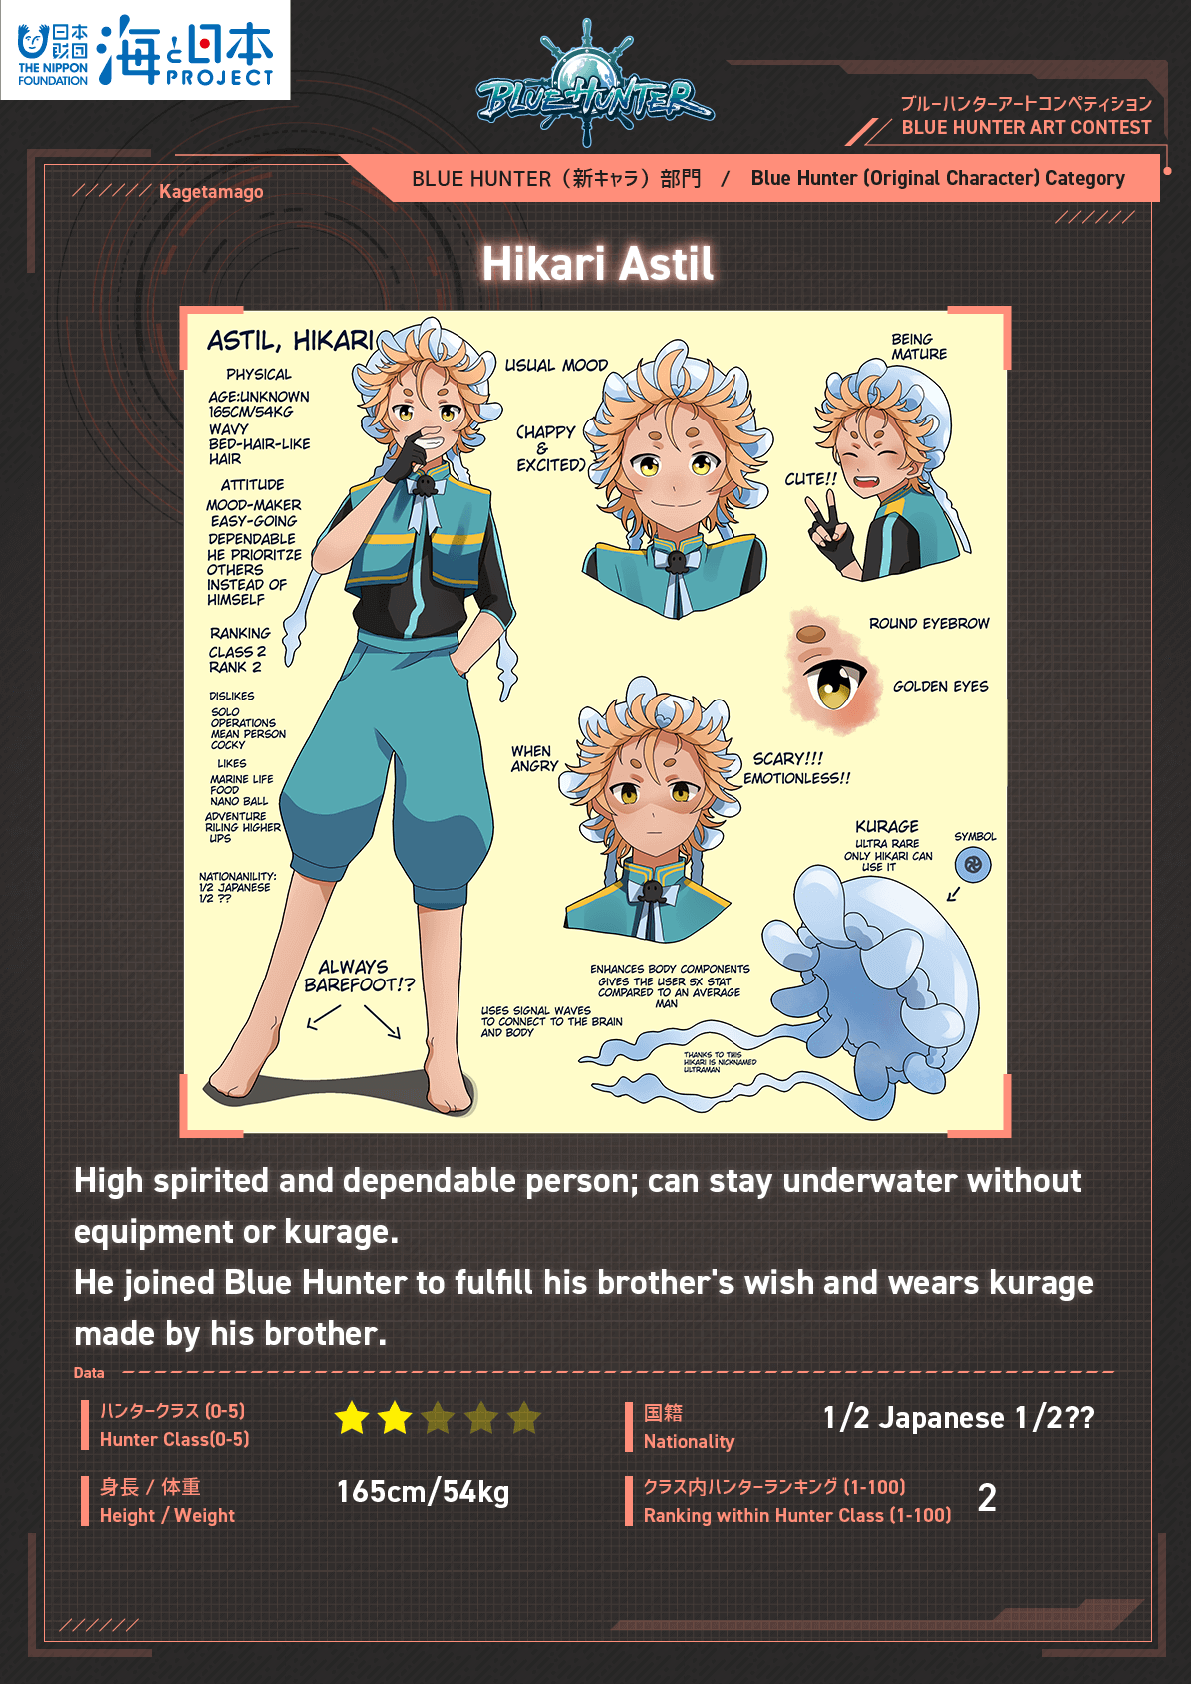 日本
財団
THE NIPPON
FOUNDATION
海と日本
PROJECT
BLUE HUNTER
ブルーハンターアートコンペティション
BLUE HUNTER ART CONTEST
Kagetamago
BLUE HUNTER（新キャラ）部門 / Blue Hunter (Original Character) Category
Hikari Astil
ASTIL, HIKARI
PHYSICAL
AGE:UNKNOWN
165CM/54KG
WAVY
BED-HAIR-LIKE
HAIR
ATTITUDE
MOOD-MAKER
EASY-GOING
DEPENDABLE
HE PRIORITZE
OTHERS
INSTEAD OF
HIMSELF
RANKING
CLASS 2
RANK 2
DISLIKES
SOLO
OPERATIONS
MEAN PERSON
COCKY
LIKES
MARINE LIFE
FOOD
NANO BALL
ADVENTURE
RILING HIGHER
UPS
NATIONANILITY:
1/2 JAPANESE
1/2 ??
ALWAYS
BAREFOOT!?
USUAL MOOD
(HAPPY
&
EXCITED)
BEING
MATURE
CUTE!!
ROUND EYEBROW
GOLDEN EYES
WHEN
ANGRY
SCARY!!!
EMOTIONLESS!!
KURAGE
ULTRA RARE
ONLY HIKARI CAN
USE IT
SYMBOL
ENHANCES BODY COMPONENTS
GIVES THE USER 5X STAT
COMPARED TO AN AVERAGE
MAN
USES SIGNAL WAVES
TO CONNECT TO THE BRAIN
AND BODY
THANKS TO THIS
HIKARI IS NICKNAMED
ULTRAMAN
High spirited and dependable person; can stay underwater without
equipment or kurage.
He joined Blue Hunter to fulfill his brother's wish and wears kurage
made by his brother.
Data
ハンタークラス (0-5)
Hunter Class(0-5)
国籍
Nationality
1/2 Japanese 1/2??
身長 / 体重
Height / Weight
165cm/54kg
クラス内ハンターランキング (1-100)
Ranking within Hunter Class (1-100)
2